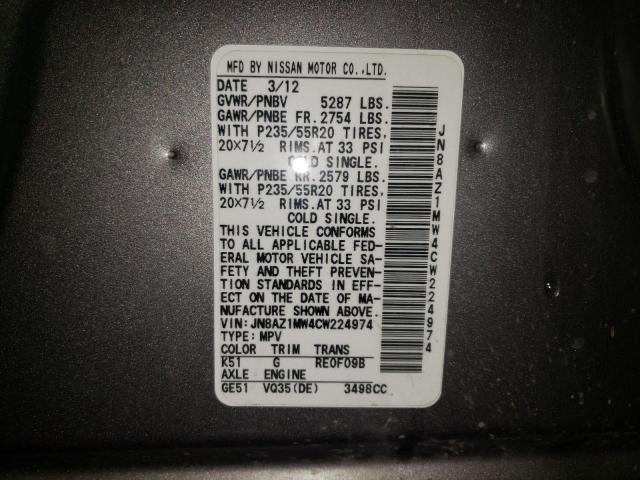 MFD BY NISSAN MOTOR CO.,LTD.
DATE 3/12
GVWR/PNBV 5287 LBS.
GAWR/PNBE FR. 2754 LBS.
WITH P235/55R20 TIRES,
20×7½ RIMS.AT 33 PSI
COLD SINGLE.
GAWR/PNBE RR. 2579 LBS.
WITH P235/55R20 TIRES,
20×7½ RIMS.AT 33 PSI
COLD SINGLE.
THIS VEHICLE CONFORMS
TO ALL APPLICABLE FED-
ERAL MOTOR VEHICLE SA-
FETY AND THEFT PREVEN-
TION STANDARDS IN EFF-
ECT ON THE DATE OF MA-
NUFACTURE SHOWN ABOVE.
VIN:JN8AZ1MW4CW224974
TYPE:MPV
COLOR TRIM TRANS
K51 G RE0F09B
AXLE ENGINE
GE51 VQ35(DE) 3498CC
JN8AZ1MW4CW224974